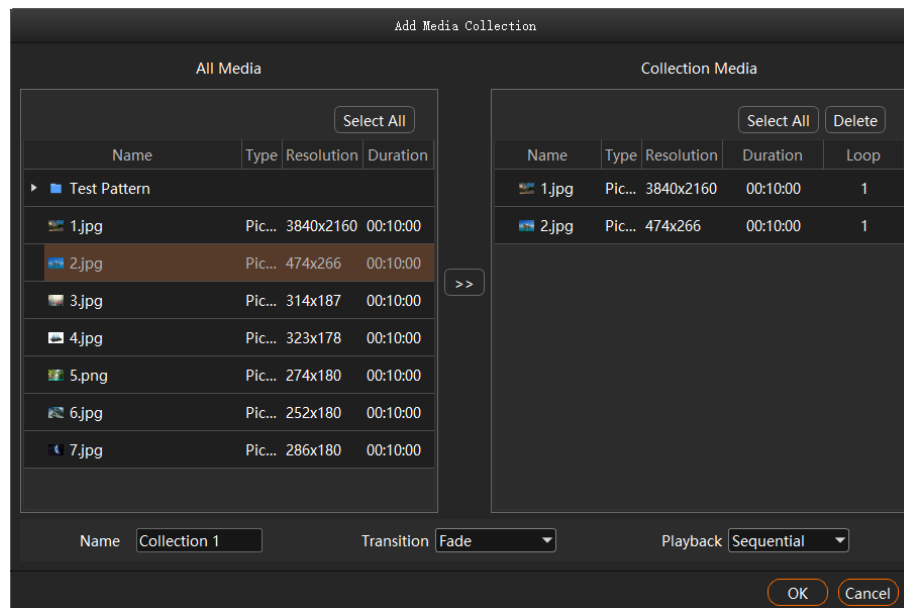 Add Media Collection
All Media
Collection Media
Select All
Select All Delete
Name Type Resolution Duration
Name Type Resolution Duration Loop
Test Pattern
1.jpg Pic... 3840x2160 00:10:00
1.jpg Pic... 3840x2160 00:10:00 1
2.jpg Pic... 474x266 00:10:00
2.jpg Pic... 474x266 00:10:00 1
>>
3.jpg Pic... 314x187 00:10:00
4.jpg Pic... 323x178 00:10:00
5.png Pic... 274x180 00:10:00
6.jpg Pic... 252x180 00:10:00
7.jpg Pic... 286x180 00:10:00
Name Collection 1 Transition Fade Playback Sequential
OK Cancel